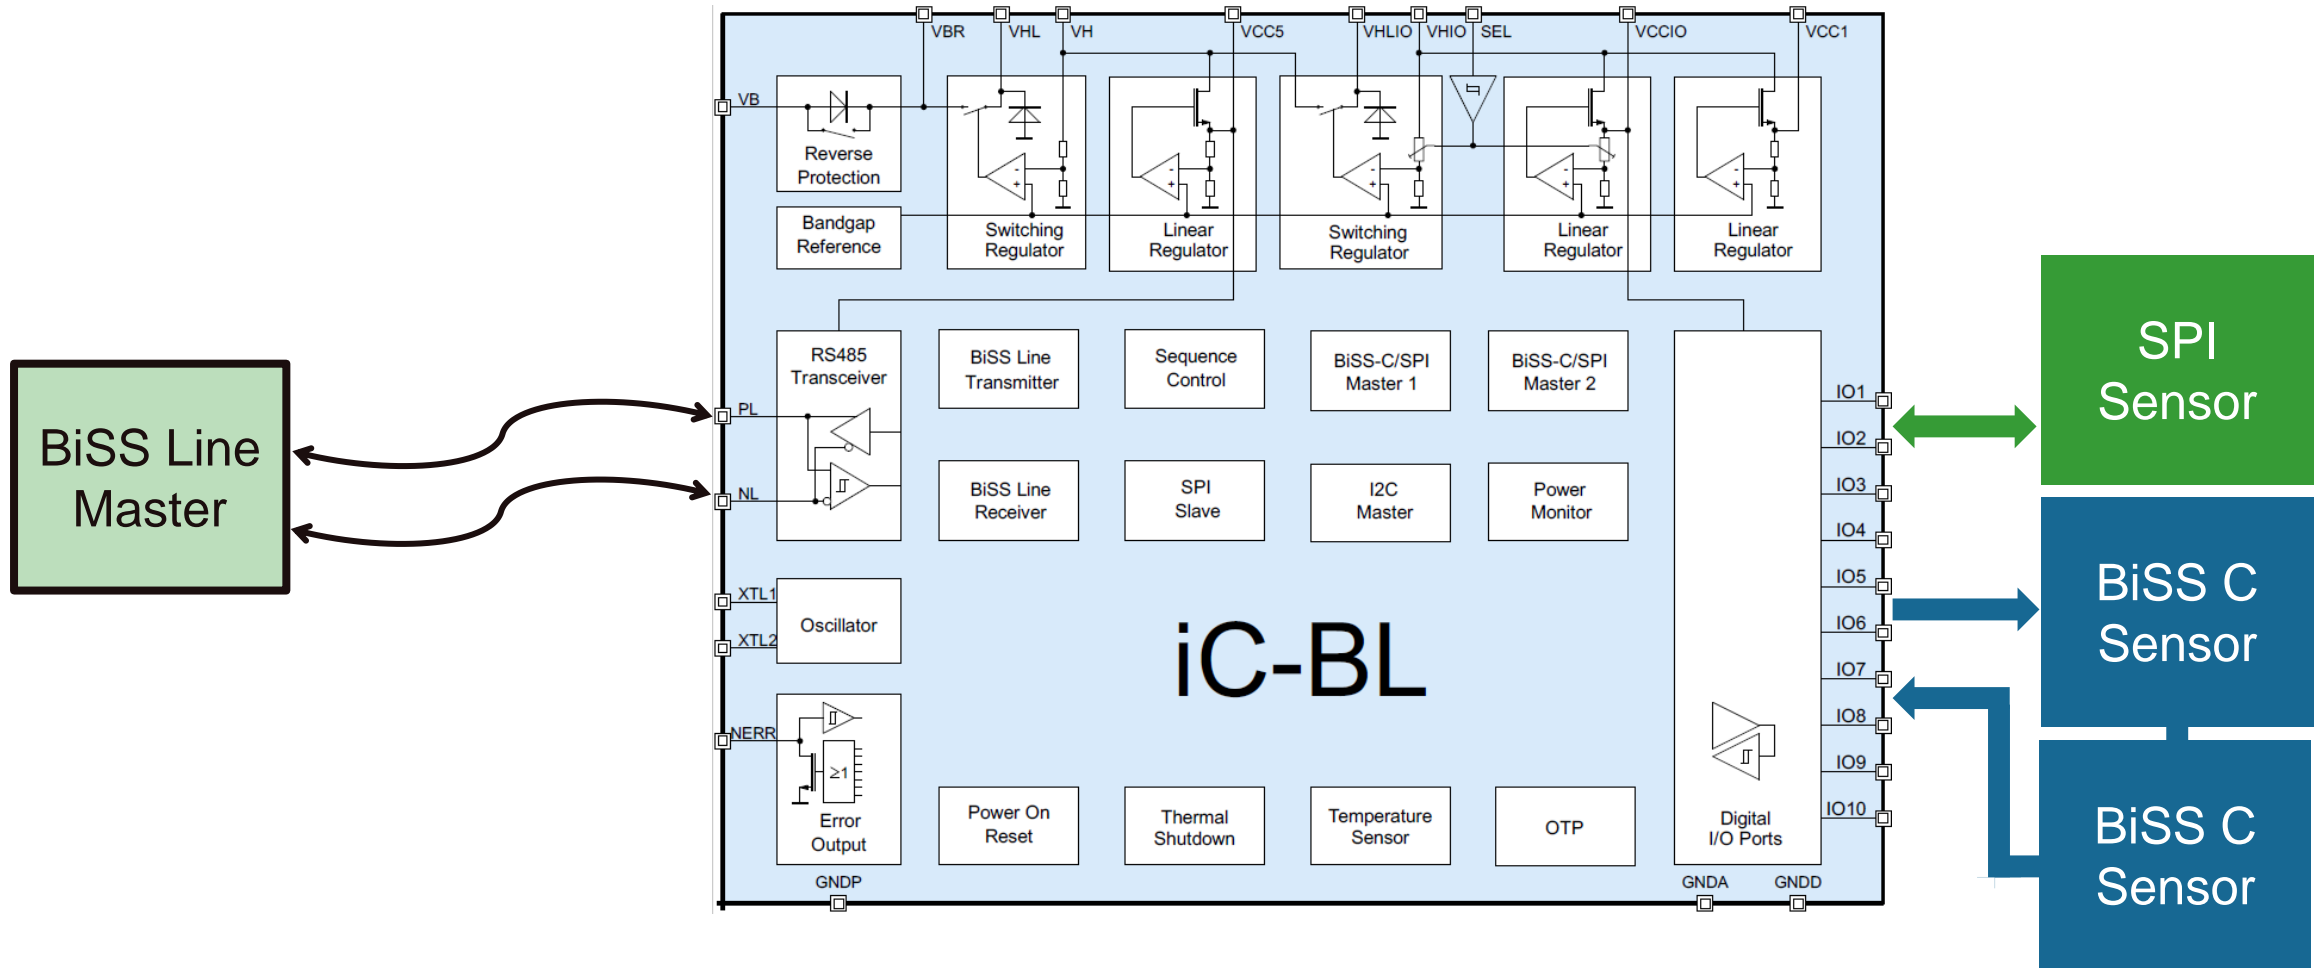 VBR
VHL
VH
VCC5
VHLIO
VHIO
SEL
VCCIO
VCC1
VB
Reverse
Protection
Bandgap
Reference
-
+
Switching
Regulator
-
+
Linear
Regulator
-
+
Switching
Regulator
-
+
Linear
Regulator
-
+
Linear
Regulator
BiSS Line
Master
PL
NL
RS485
Transceiver
BiSS Line
Transmitter
Sequence
Control
BiSS-C/SPI
Master 1
BiSS-C/SPI
Master 2
BiSS Line
Receiver
SPI
Slave
I2C
Master
Power
Monitor
XTL1
XTL2
Oscillator
iC-BL
NERR
≥1
Error
Output
Power On
Reset
Thermal
Shutdown
Temperature
Sensor
OTP
Digital
I/O Ports
IO1
IO2
IO3
IO4
IO5
IO6
IO7
IO8
IO9
IO10
GNDP
GNDA
GNDD
SPI
Sensor
BiSS C
Sensor
BiSS C
Sensor